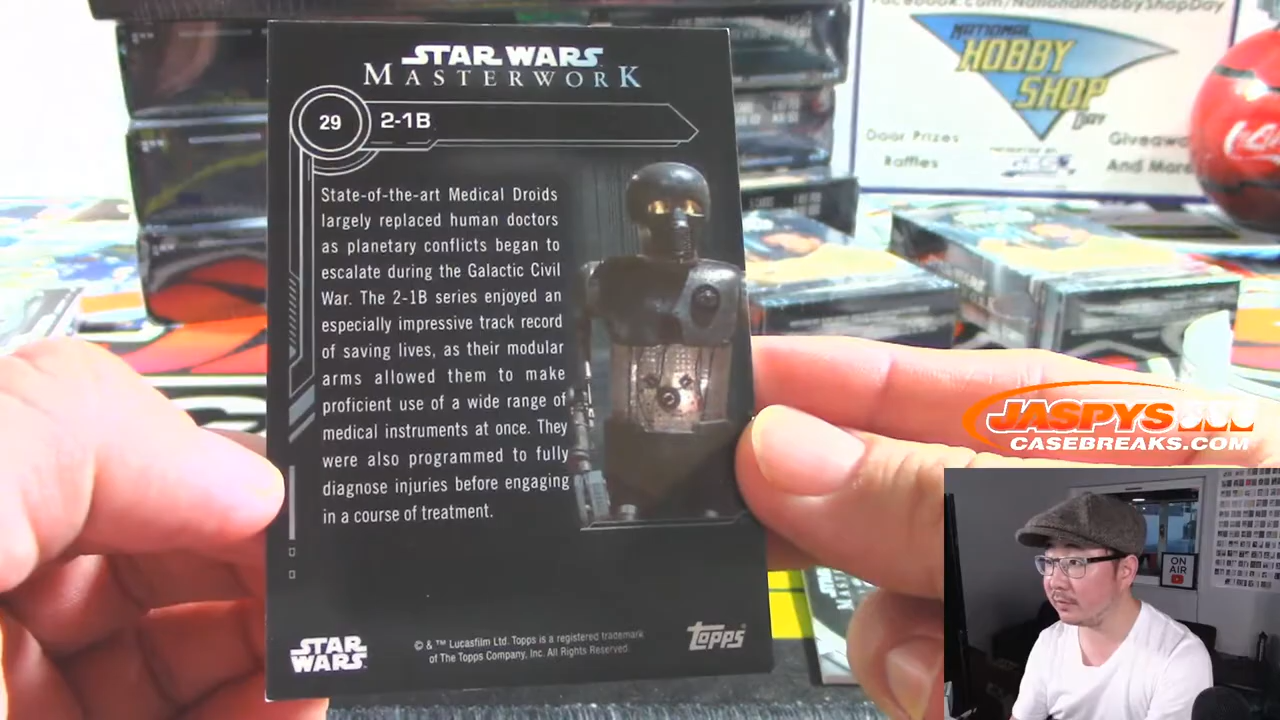 STAR WARS
MASTERWORK
29
2-1B
State-of-the-art Medical Droids
largely replaced human doctors
as planetary conflicts began to
escalate during the Galactic Civil
War. The 2-1B series enjoyed an
especially impressive track record
of saving lives, as their modular
arms allowed them to make
proficient use of a wide range of
medical instruments at once. They
were also programmed to fully
diagnose injuries before engaging
in a course of treatment.
STAR
WARS
© & ™ Lucasfilm Ltd. Topps is a registered trademark
of The Topps Company, Inc. All Rights Reserved.
topps
Facebook.com/NationalHobbyShopDay
NATIONAL
HOBBY
SHOP
DAY
Door Prizes
Raffles
Giveaways
And More
JASPYS
CASEBREAKS.COM
ON
AIR